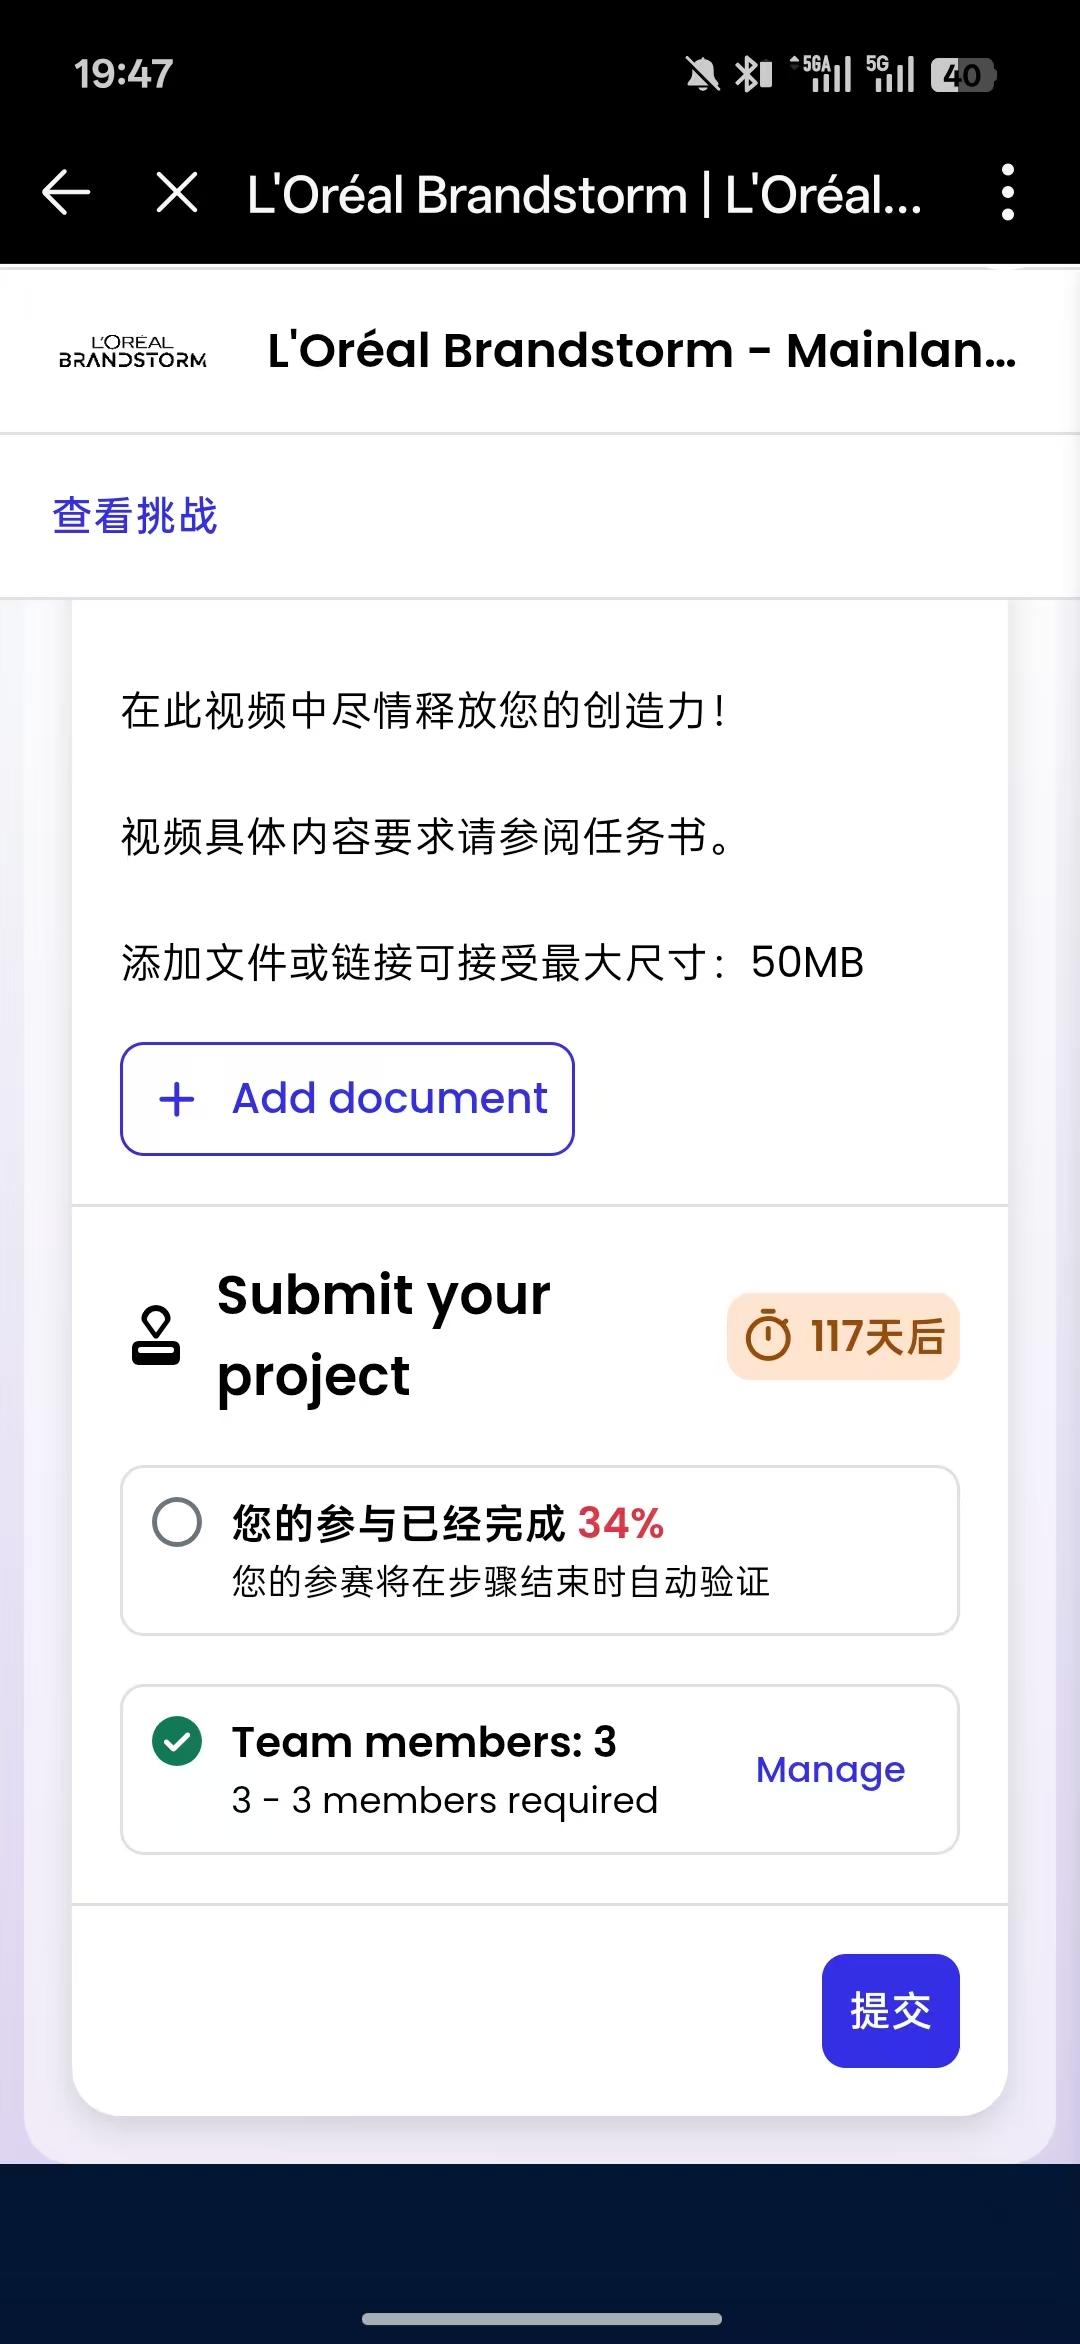 19:47
5GA 5G 40
L'Oréal Brandstorm | L'Oréal...
L'ORÉAL
BRANDSTORM
L'Oréal Brandstorm - Mainlan...
查看挑战
在此视频中尽情释放您的创造力！
视频具体内容要求请参阅任务书。
添加文件或链接可接受最大尺寸：50MB
+ Add document
Submit your
project
117天后
您的参与已经完成 34%
您的参赛将在步骤结束时自动验证
Team members: 3
3 - 3 members required
Manage
提交